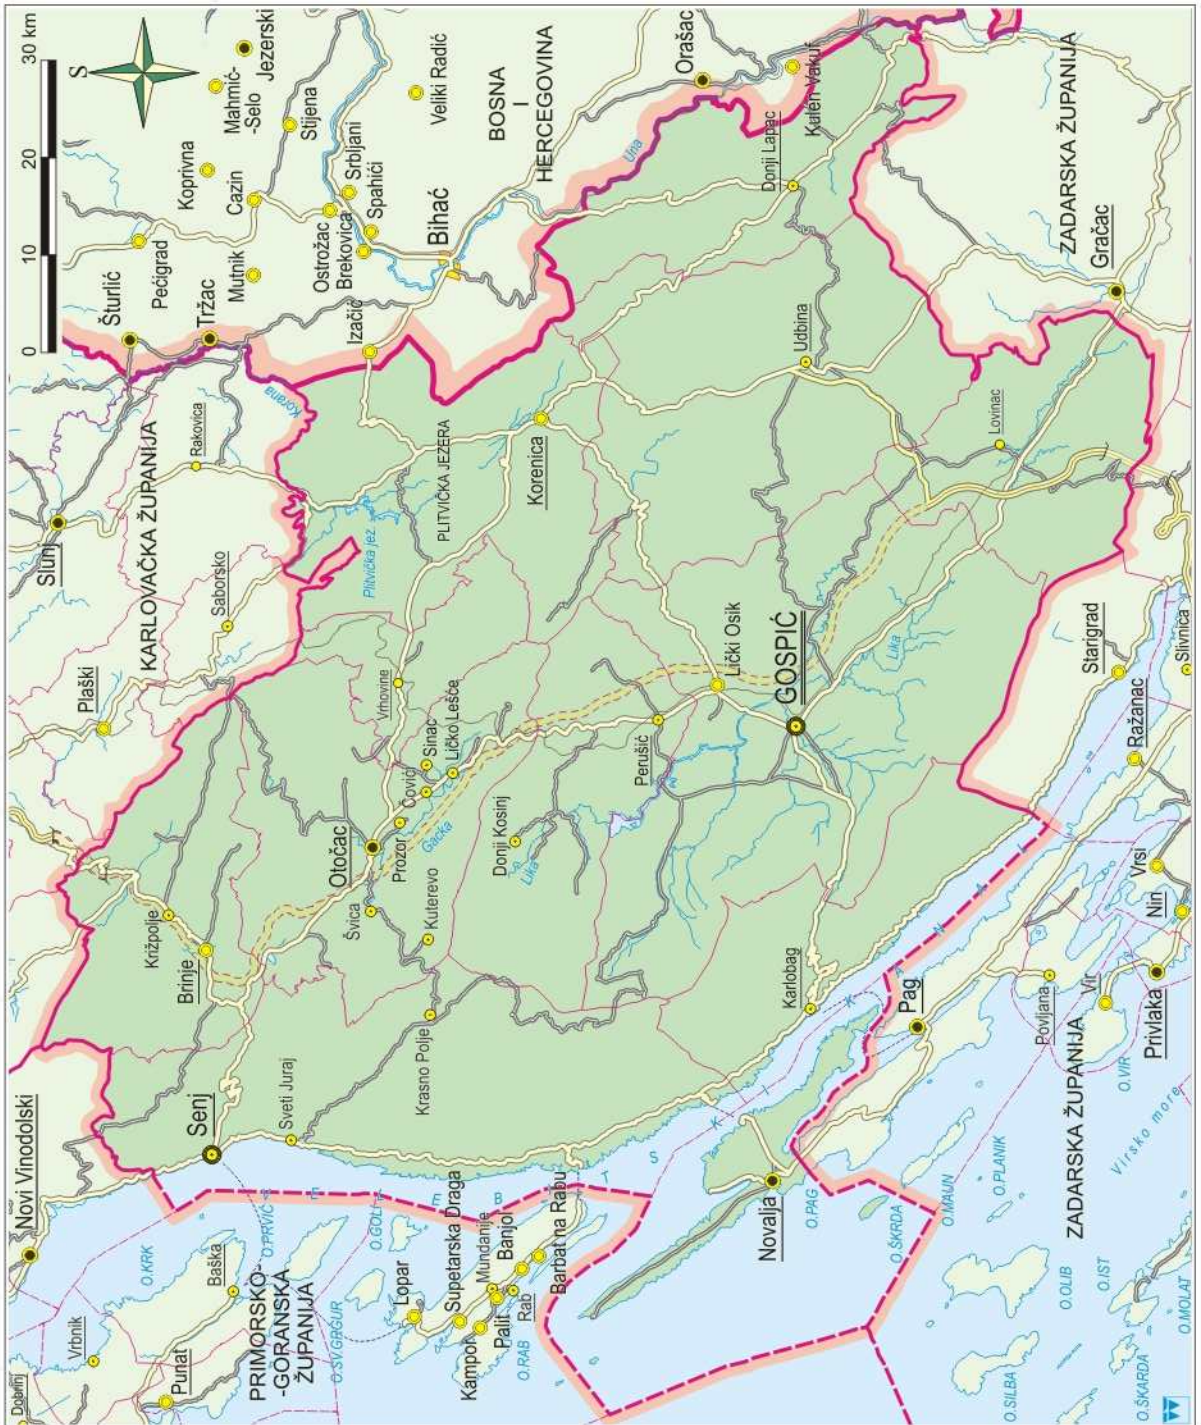 0 10 20 30 km
S
Šturlić
Pećigrad
Tržac
Koprivna
Cazin
Mutnik
Mahmić-
-Selo
Jezerski
Stijena
Ostrožac
Brekovica
Srbljani
Spahići
Veliki Radić
Bihać
Izačić
BOSNA
I
HERCEGOVINA
Orašac
Kulen Vakuf
Una
Donji Lapac
ZADARSKA ŽUPANIJA
Gračac
Udbina
Lovinac
Slunj
Rakovica
Korana
KARLOVAČKA ŽUPANIJA
Saborsko
Plaški
Plitvička jez.
PLITVIČKA JEZERA
Korenica
Vrhovine
Sinac
Ličko Lešće
Čovići
Otočac
Prozor
Gacka
Švica
Kuterevo
Donji Kosinj
Lika
Perušić
Lički Osik
GOSPIĆ
Lika
Križpolje
Brinje
Krasno Polje
Senj
Sveti Juraj
Karlobag
Starigrad
Slivnica
Ražanac
Vrsi
Nin
Privlaka
Vir
Povljana
Pag
O.VIR
ZADARSKA ŽUPANIJA
Virsko more
Novalja
O.PAG
O.ŠKRDA
O.MAUN
O.PLANIK
O.OLIB
O.IST
O.SILBA
O.ŠKARDA
O.MOLAT
Novi Vinodolski
O.KRK
O.PRVIĆ
Baška
Vrbnik
Dobrinj
Punat
PRIMORSKO-
-GORANSKA
ŽUPANIJA
O.GOLI
O.SV.GRGUR
Lopar
Supetarska Draga
Mundanije
Banjol
Barbat na Rabu
Kampor
Palit
Rab
O.RAB
V E L E B I T S K I K A N A L